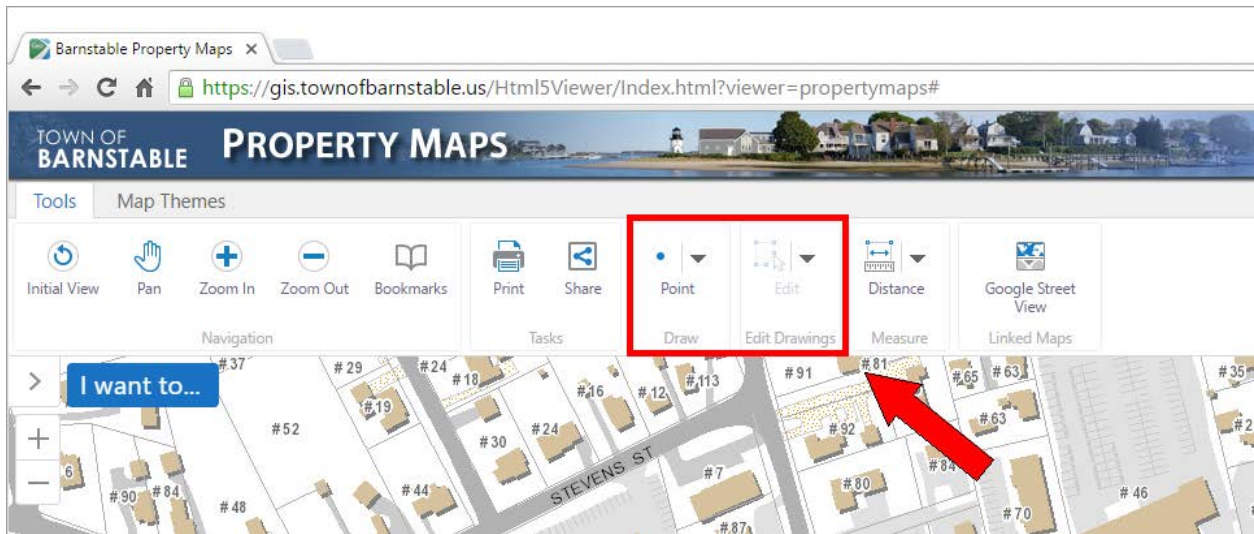 Barnstable Property Maps
https://gis.townofbarnstable.us/Html5Viewer/Index.html?viewer=propertymaps#
TOWN OF
BARNSTABLE
PROPERTY MAPS
Tools Map Themes
Initial View Pan Zoom In Zoom Out Bookmarks Print Share Point Edit Distance Google Street
View
Navigation Tasks Draw Edit Drawings Measure Linked Maps
I want to...
#37 #29 #24 #18 #16 #12 #113 #91 #81 #65 #63 #35
#19
#52 #30 #24 #92 #63 #2
STEVENS ST
6 #90 #84 #48 #44 #7 #80 #84 #46
#70
#87